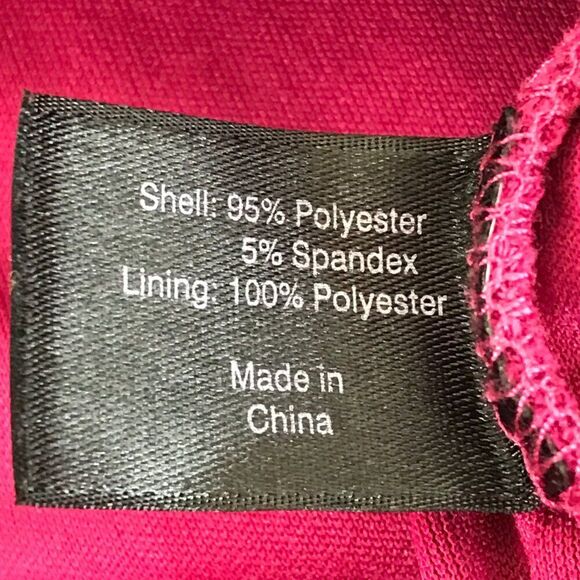 Shell: 95% Polyester
5% Spandex
Lining: 100% Polyester
Made in
China